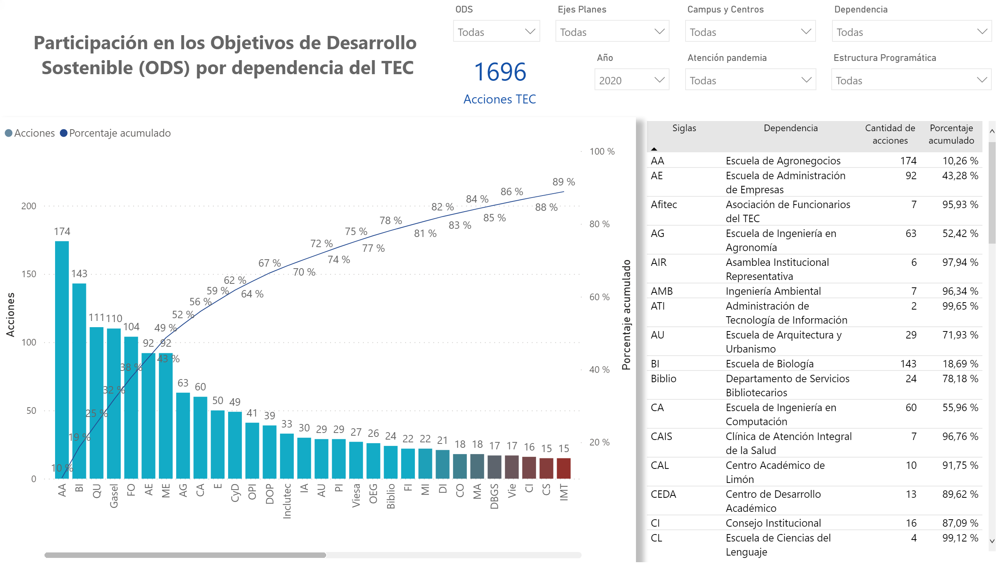 Participación en los Objetivos de Desarrollo
Sostenible (ODS) por dependencia del TEC
ODS
Todas
Ejes Planes
Todas
Campus y Centros
Todas
Dependencia
Todas
1696
Acciones TEC
Año
2020
Atención pandemia
Todas
Estructura Programática
Todas
Acciones Porcentaje acumulado
Acciones
200
150
100
50
0
174 143 111 110 104 92 92 63 60 50 49 41 39 33 30 29 29 27 26 24 22 22 21 18 18 17 17 16 15 15
10 % 19 % 25 % 32 % 38 % 43 % 49 % 52 % 56 % 59 % 62 % 64 % 67 % 70 % 72 % 74 % 75 % 77 % 78 % 81 % 82 % 83 % 84 % 85 % 86 % 88 % 89 %
AA BI QU Gasel FO AE ME AG CA E CyD OPI DOP Inclutec IA AU PI Viesa OEG Biblio FI MI DI CO MA DBGS Vie CI CS IMT
100 %
80 %
60 %
40 %
20 %
Porcentaje acumulado
Siglas Dependencia Cantidad de acciones Porcentaje acumulado
AA Escuela de Agronegocios 174 10,26 %
AE Escuela de Administración 92 43,28 %
de Empresas
Afitec Asociación de Funcionarios 7 95,93 %
del TEC
AG Escuela de Ingeniería en 63 52,42 %
Agronomía
AIR Asamblea Institucional 6 97,94 %
Representativa
AMB Ingeniería Ambiental 7 96,34 %
ATI Administración de 2 99,65 %
Tecnología de Información
AU Escuela de Arquitectura y 29 71,93 %
Urbanismo
BI Escuela de Biología 143 18,69 %
Biblio Departamento de Servicios 24 78,18 %
Bibliotecarios
CA Escuela de Ingeniería en 60 55,96 %
Computación
CAIS Clínica de Atención Integral 7 96,76 %
de la Salud
CAL Centro Académico de 10 91,75 %
Limón
CEDA Centro de Desarrollo 13 89,62 %
Académico
CI Consejo Institucional 16 87,09 %
CL Escuela de Ciencias del 4 99,12 %
Lenguaje